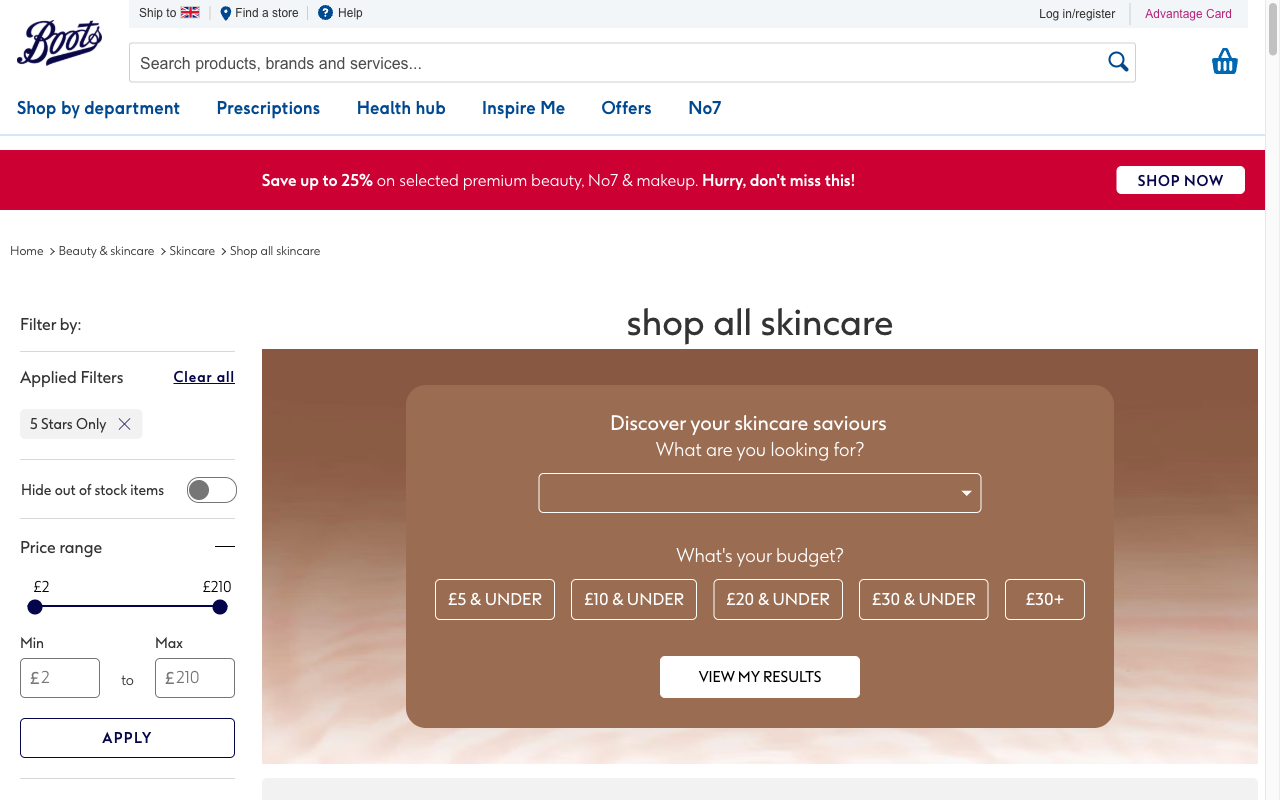 Boots
Ship to
Find a store
Help
Log in/register
Advantage Card
Search products, brands and services...
Shop by department
Prescriptions
Health hub
Inspire Me
Offers
No7
Save up to 25% on selected premium beauty, No7 & makeup. Hurry, don't miss this!
SHOP NOW
Home > Beauty & skincare > Skincare > Shop all skincare
Filter by:
Applied Filters
Clear all
5 Stars Only
Hide out of stock items
Price range
£2
£210
Min
Max
£2
to
£210
APPLY
shop all skincare
Discover your skincare saviours
What are you looking for?
What's your budget?
£5 & UNDER
£10 & UNDER
£20 & UNDER
£30 & UNDER
£30+
VIEW MY RESULTS